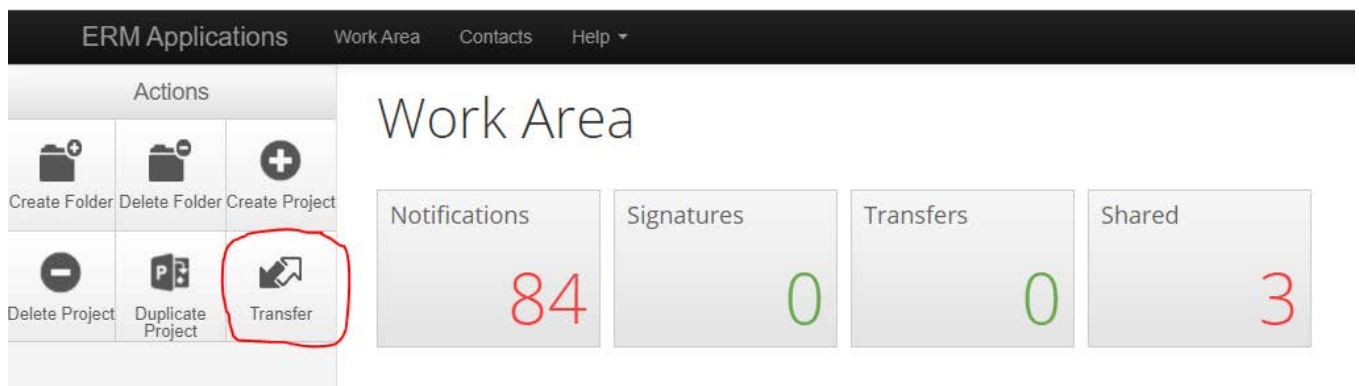 ERM Applications Work Area Contacts Help
Actions
Work Area
Create Folder Delete Folder Create Project
Delete Project Duplicate Project Transfer
Notifications Signatures Transfers Shared
84 0 0 3